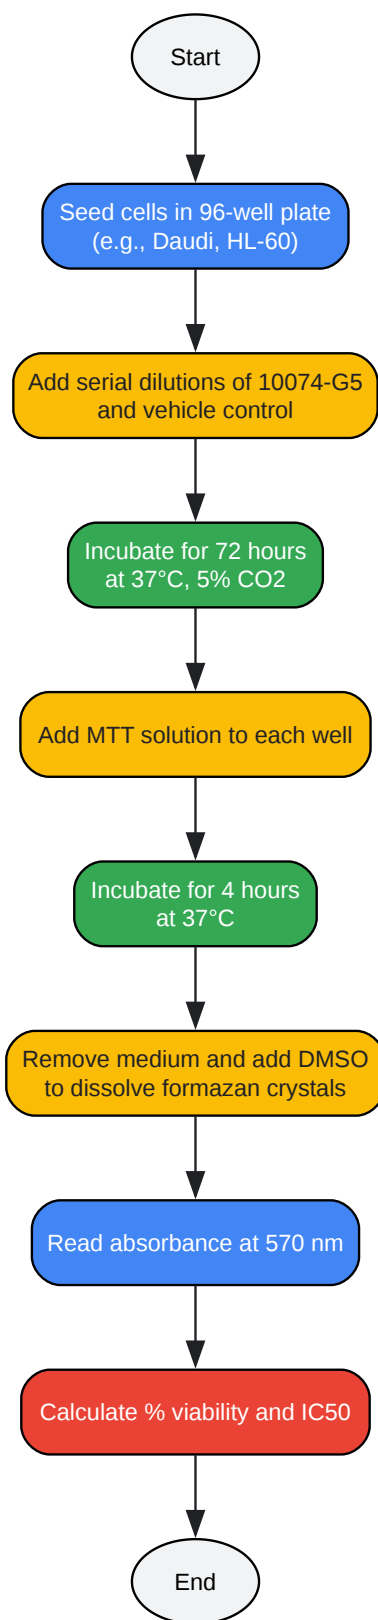 Start
Seed cells in 96-well plate
(e.g., Daudi, HL-60)
Add serial dilutions of 10074-G5
and vehicle control
Incubate for 72 hours
at 37°C, 5% CO2
Add MTT solution to each well
Incubate for 4 hours
at 37°C
Remove medium and add DMSO
to dissolve formazan crystals
Read absorbance at 570 nm
Calculate % viability and IC50
End